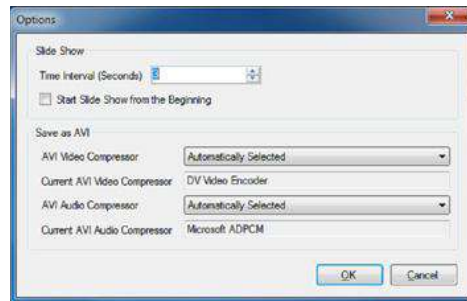 Options
Slide Show
Time Interval (Seconds) 3
Start Slide Show from the Beginning
Save as AVI
AVI Video Compressor Automatically Selected
Current AVI Video Compressor DV Video Encoder
AVI Audio Compressor Automatically Selected
Current AVI Audio Compressor Microsoft ADPCM
OK Cancel